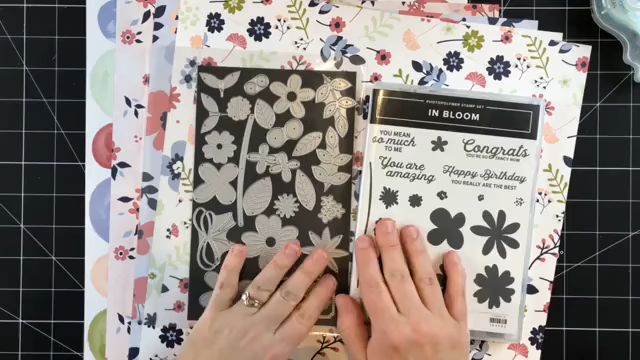 PHOTOPOLYMER STAMP SET
IN BLOOM
YOU MEAN
so much
TO ME
Congrats
YOU'RE SO FANCY NOW
You are
amazing
Happy Birthday
YOU REALLY ARE THE BEST